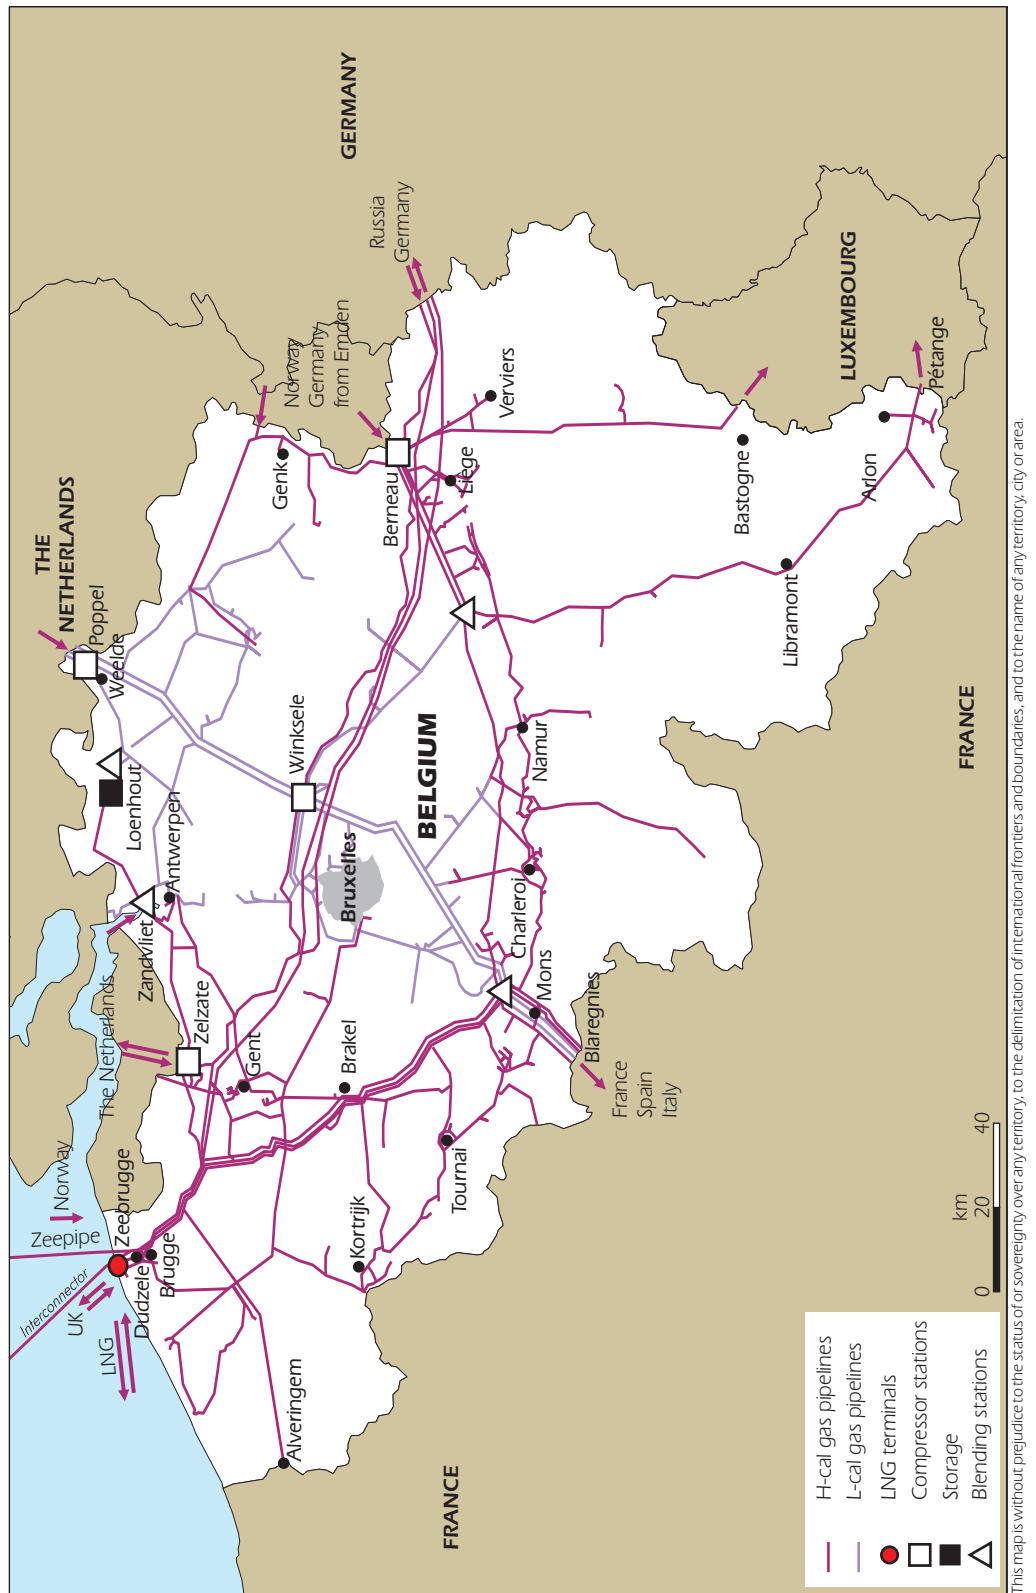 GERMANY
Russia
Germany
Norway
Germany
from Emden
THE
NETHERLANDS
Poppel
Weelde
Genk
Berneau
Liège
Verviers
LUXEMBOURG
Pétange
Bastogne
Arlon
Libramont
FRANCE
Loenhout
Antwerpen
Zandvliet
Winksele
BELGIUM
Bruxelles
Namur
Charleroi
Mons
Blaregnies
France
Spain
Italy
The Netherlands
Zelzate
Gent
Brakel
Tournai
Kortrijk
Norway
Zeepipe
Zeebrugge
Interconnector
UK
LNG
Dudzele
Brugge
Alveringem
FRANCE
km
0 20 40
H-cal gas pipelines
L-cal gas pipelines
LNG terminals
Compressor stations
Storage
Blending stations
This map is without prejudice to the status of or sovereignty over any territory, to the delimitation of international frontiers and boundaries, and to the name of any territory, city or area.